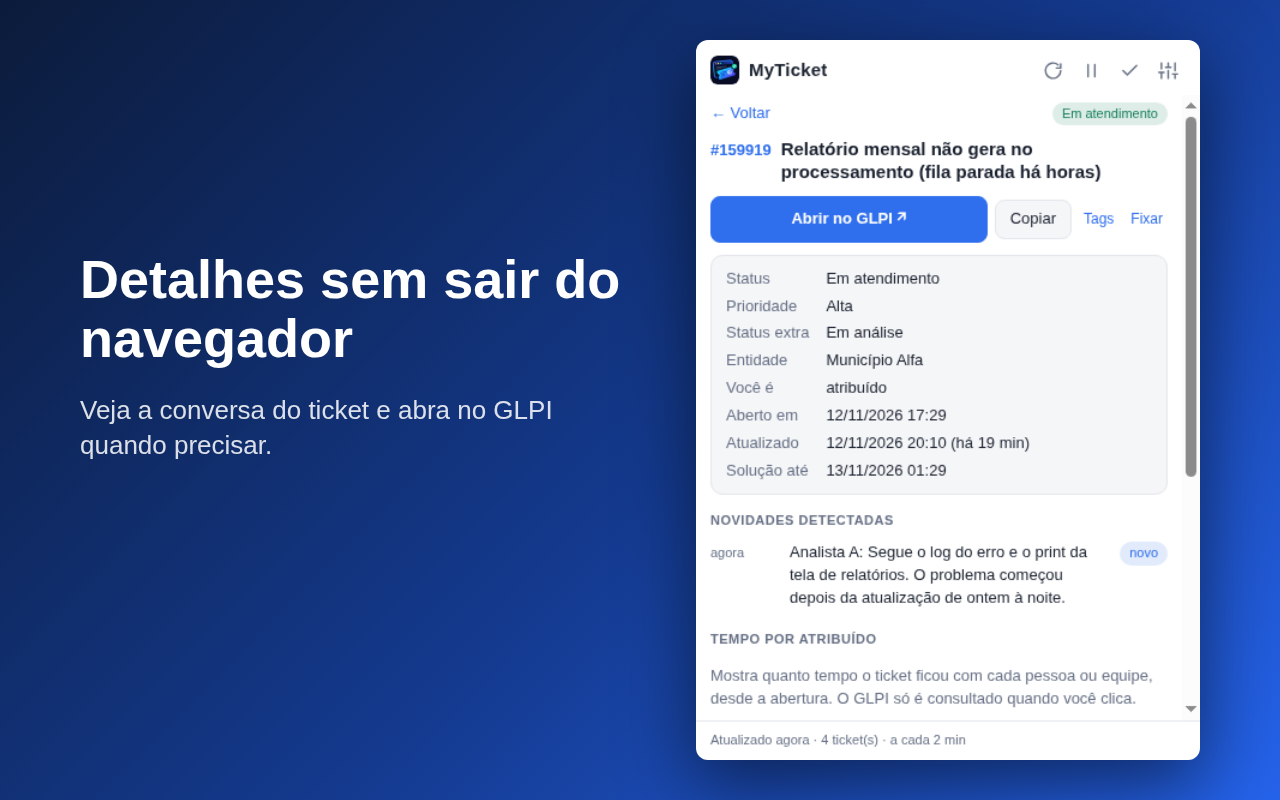 Detalhes sem sair do
navegador
Veja a conversa do ticket e abra no GLPI
quando precisar.
MyTicket
← Voltar
Em atendimento
#159919 Relatório mensal não gera no
processamento (fila parada há horas)
Abrir no GLPI ↗
Copiar
Tags
Fixar
Status Em atendimento
Prioridade Alta
Status extra Em análise
Entidade Município Alfa
Você é atribuído
Aberto em 12/11/2026 17:29
Atualizado 12/11/2026 20:10 (há 19 min)
Solução até 13/11/2026 01:29
NOVIDADES DETECTADAS
agora Analista A: Segue o log do erro e o print da novo
tela de relatórios. O problema começou
depois da atualização de ontem à noite.
TEMPO POR ATRIBUÍDO
Mostra quanto tempo o ticket ficou com cada pessoa ou equipe,
desde a abertura. O GLPI só é consultado quando você clica.
Atualizado agora · 4 ticket(s) · a cada 2 min